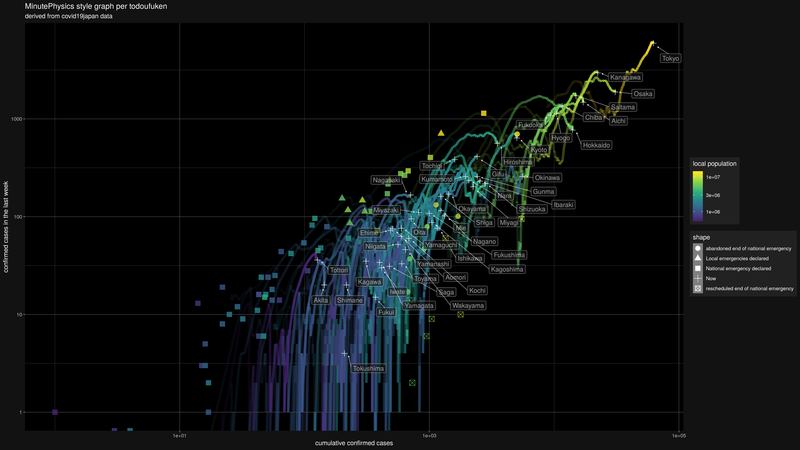 MinutePhysics style graph per todoufuken
derived from covid19japan data
confirmed cases in the last week
1000
100
10
1
1e+01
1e+03
1e+05
cumulative confirmed cases
Tokyo
Kanagawa
Osaka
Saitama
Chiba
Aichi
Fukuoka
Hyogo
Hokkaido
Kyoto
Tochigi
Hiroshima
Nagasaki
Kumamoto
Gifu
Okinawa
Gunma
Nara
Ibaraki
Miyazaki
Okayama
Shizuoka
Shiga
Miyagi
Ehime
Oita
Mie
Niigata
Yamaguchi
Nagano
Fukushima
Tottori
Yamanashi
Ishikawa
Kagoshima
Kagawa
Toyama
Aomori
Akita
Shimane
Iwate
Saga
Kochi
Fukui
Yamagata
Wakayama
Tokushima
local population
1e+07
3e+06
1e+06
shape
abandoned end of national emergency
Local emergencies declared
National emergency declared
Now
rescheduled end of national emergency